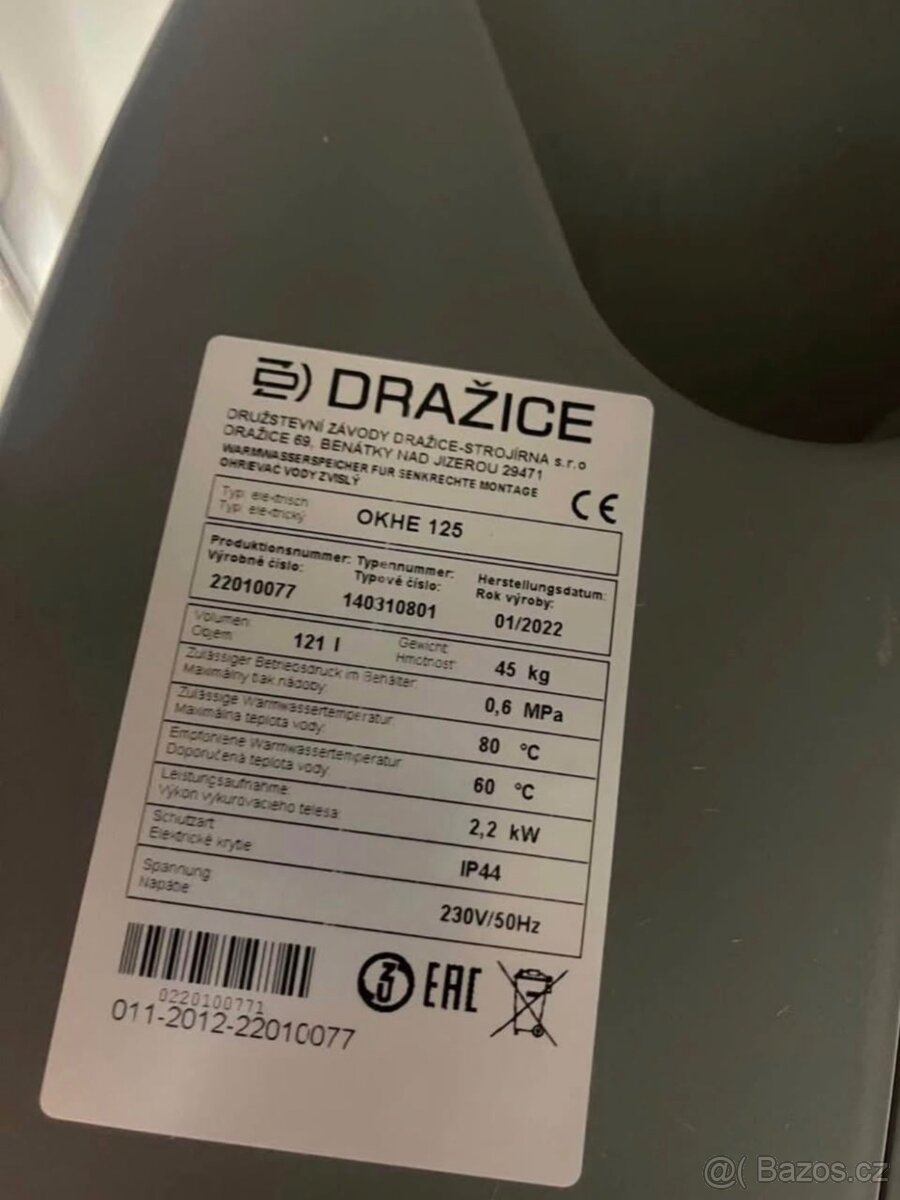 DRAŽICE
DRUŽSTEVNÍ ZÁVODY DRAŽICE-STROJÍRNA s.r.o
DRAŽICE 69, BENÁTKY NAD JIZEROU 29471
WARMWASSERSPEICHER FUR SENKRECHTE MONTAGE
OHRIEVAČ VODY ZVISLÝ
CE
Typ: elektrisch
Typ: elektrický
OKHE 125
Produktionsnummer: Typennummer: Herstellungsdatum:
Výrobné číslo: Typové číslo: Rok výroby:
22010077 140310801 01/2022
Volumen: Gewicht:
Objem: 121 l Hmotnosť: 45 kg
Zulässiger Betriebsdruck im Behälter:
Maximálny tlak nádoby: 0,6 MPa
Zulässige Warmwassertemperatur:
Maximálna teplota vody: 80 °C
Empfohlene Warmwassertemperatur
Doporučená teplota vody 60 °C
Leistungsaufnahme:
Výkon vykurovacieho telesa: 2,2 kW
Schutzart
Elektrické krytie IP44
Spannung
Napätie 230V/50Hz
0220100771
011-2012-22010077
EAC
@( Bazos.cz